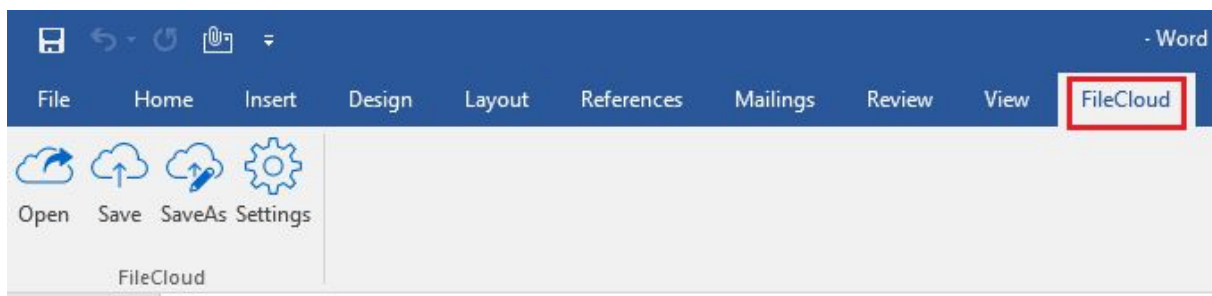 - Word
File Home Insert Design Layout References Mailings Review View FileCloud
Open Save SaveAs Settings
FileCloud